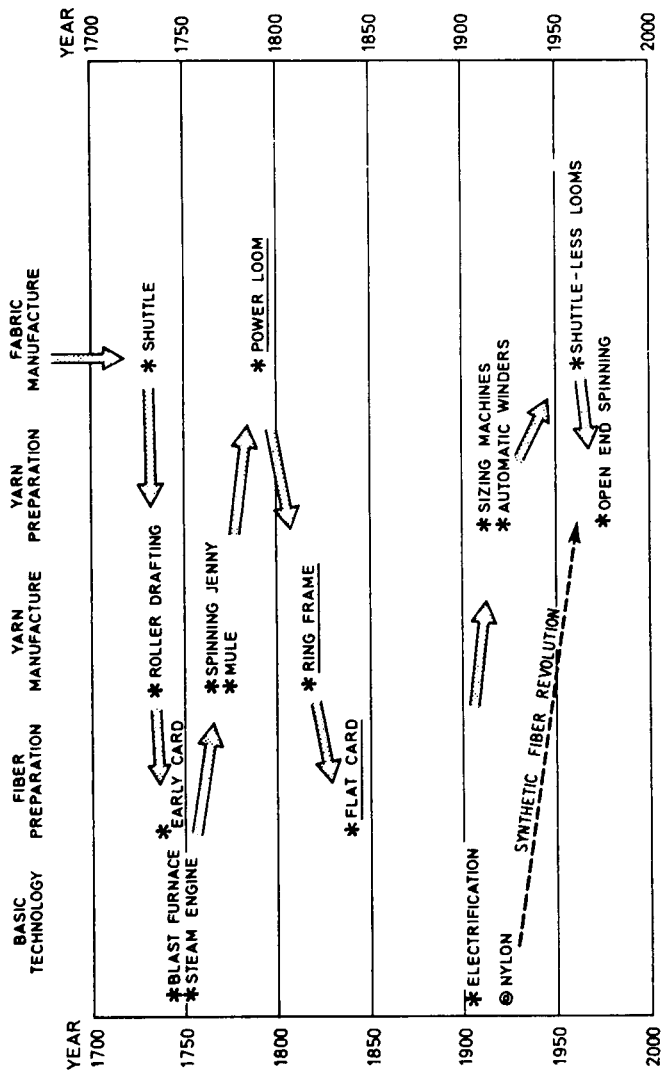 YEAR
BASIC TECHNOLOGY
FIBER PREPARATION
YARN MANUFACTURE
YARN PREPARATION
FABRIC MANUFACTURE
YEAR
1700
1700
* SHUTTLE
* ROLLER DRAFTING
* EARLY CARD
* BLAST FURNACE
* STEAM ENGINE
1750
1750
* SPINNING JENNY
* MULE
* POWER LOOM
1800
1800
* RING FRAME
* FLAT CARD
1850
1850
1900
1900
* ELECTRIFICATION
* SIZING MACHINES
* AUTOMATIC WINDERS
NYLON
SYNTHETIC FIBER REVOLUTION
1950
1950
* SHUTTLE-LESS LOOMS
* OPEN END SPINNING
2000
2000